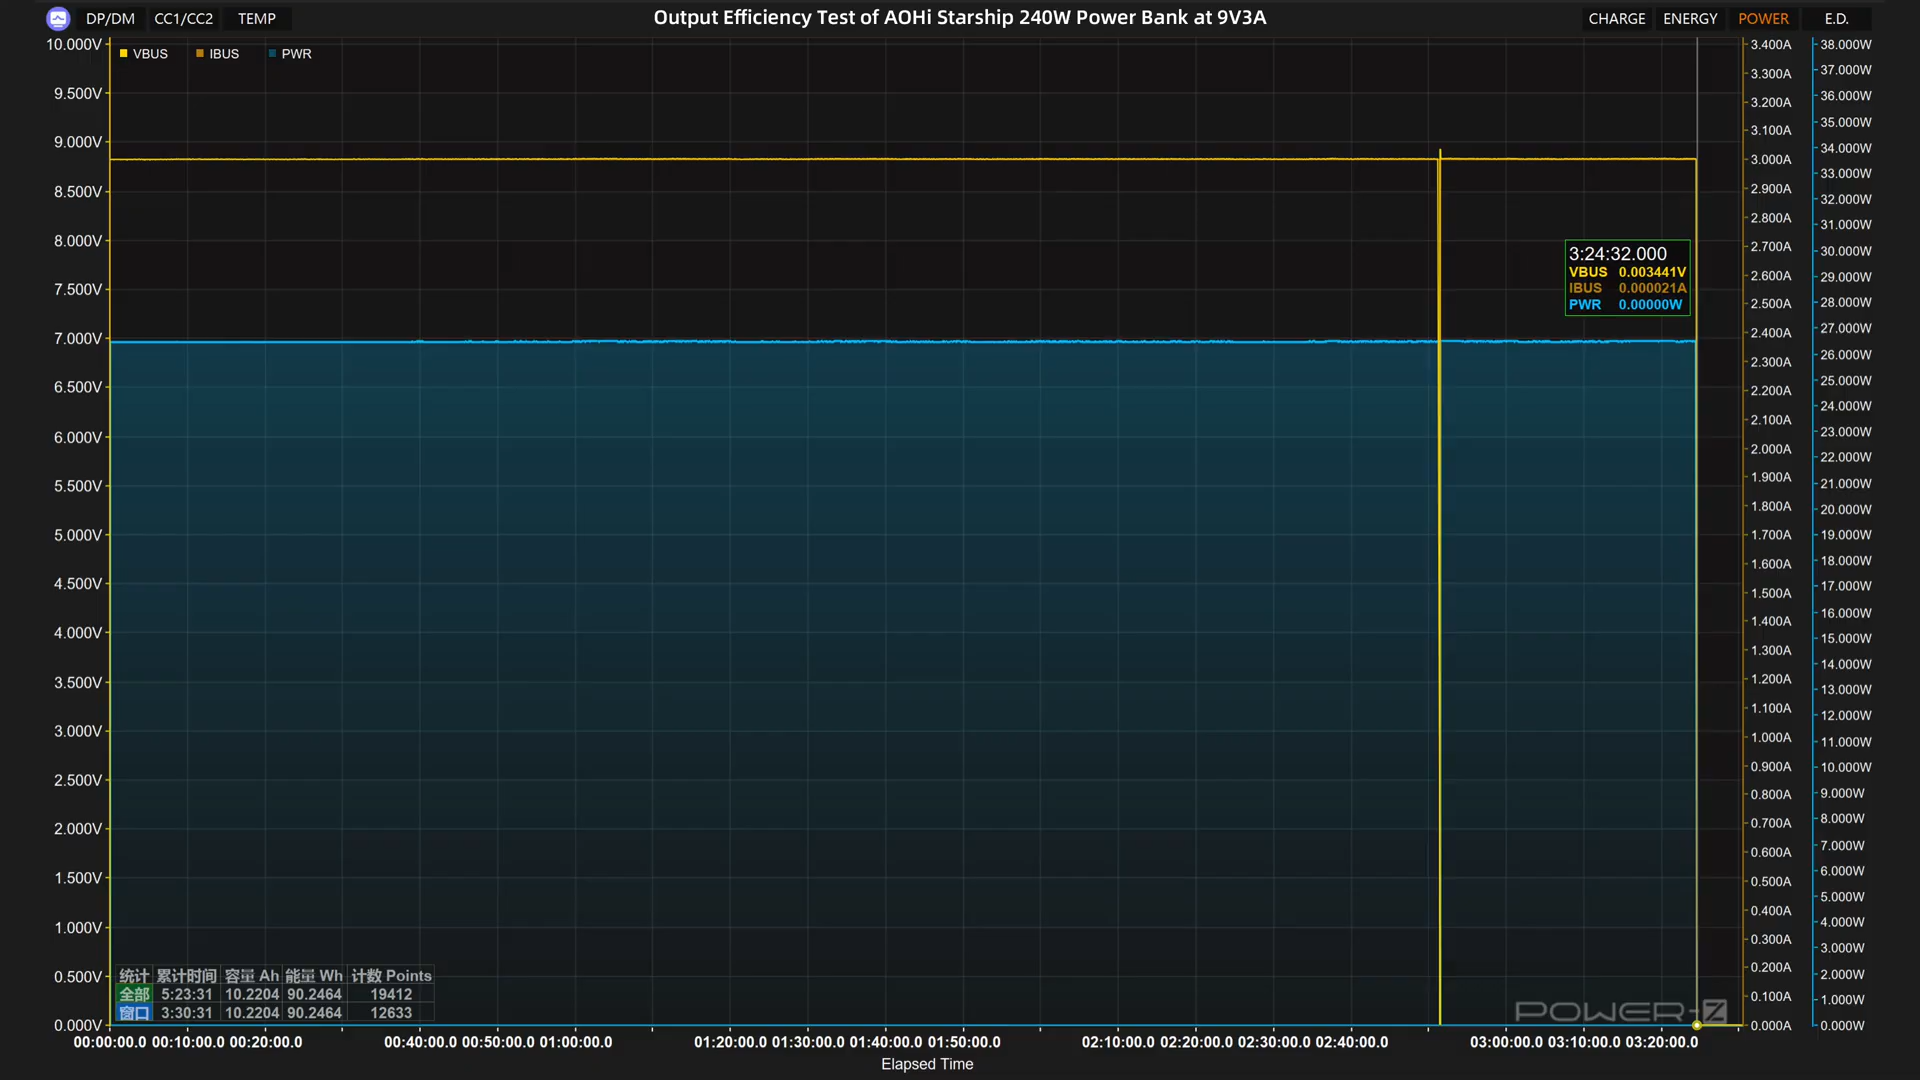 DP/DM CC1/CC2 TEMP
Output Efficiency Test of AOHi Starship 240W Power Bank at 9V3A
CHARGE ENERGY POWER E.D.
VBUS IBUS PWR
10.000V
9.500V
9.000V
8.500V
8.000V
7.500V
7.000V
6.500V
6.000V
5.500V
5.000V
4.500V
4.000V
3.500V
3.000V
2.500V
2.000V
1.500V
1.000V
0.500V
0.000V
3:24:32.000
VBUS 0.003441V
IBUS 0.000021A
PWR 0.00000W
3.400A
3.300A
3.200A
3.100A
3.000A
2.900A
2.800A
2.700A
2.600A
2.500A
2.400A
2.300A
2.200A
2.100A
2.000A
1.900A
1.800A
1.700A
1.600A
1.500A
1.400A
1.300A
1.200A
1.100A
1.000A
0.900A
0.800A
0.700A
0.600A
0.500A
0.400A
0.300A
0.200A
0.100A
0.000A
38.000W
37.000W
36.000W
35.000W
34.000W
33.000W
32.000W
31.000W
30.000W
29.000W
28.000W
27.000W
26.000W
25.000W
24.000W
23.000W
22.000W
21.000W
20.000W
19.000W
18.000W
17.000W
16.000W
15.000W
14.000W
13.000W
12.000W
11.000W
10.000W
9.000W
8.000W
7.000W
6.000W
5.000W
4.000W
3.000W
2.000W
1.000W
0.000W
统计 累计时间 容量 Ah 能量 Wh 计数 Points
全部 5:23:31 10.2204 90.2464 19412
窗口 3:30:31 10.2204 90.2464 12633
POWER-Z
00:00:00.0 00:10:00.0 00:20:00.0 00:40:00.0 00:50:00.0 01:00:00.0 01:20:00.0 01:30:00.0 01:40:00.0 01:50:00.0 02:10:00.0 02:20:00.0 02:30:00.0 02:40:00.0 03:00:00.0 03:10:00.0 03:20:00.0
Elapsed Time